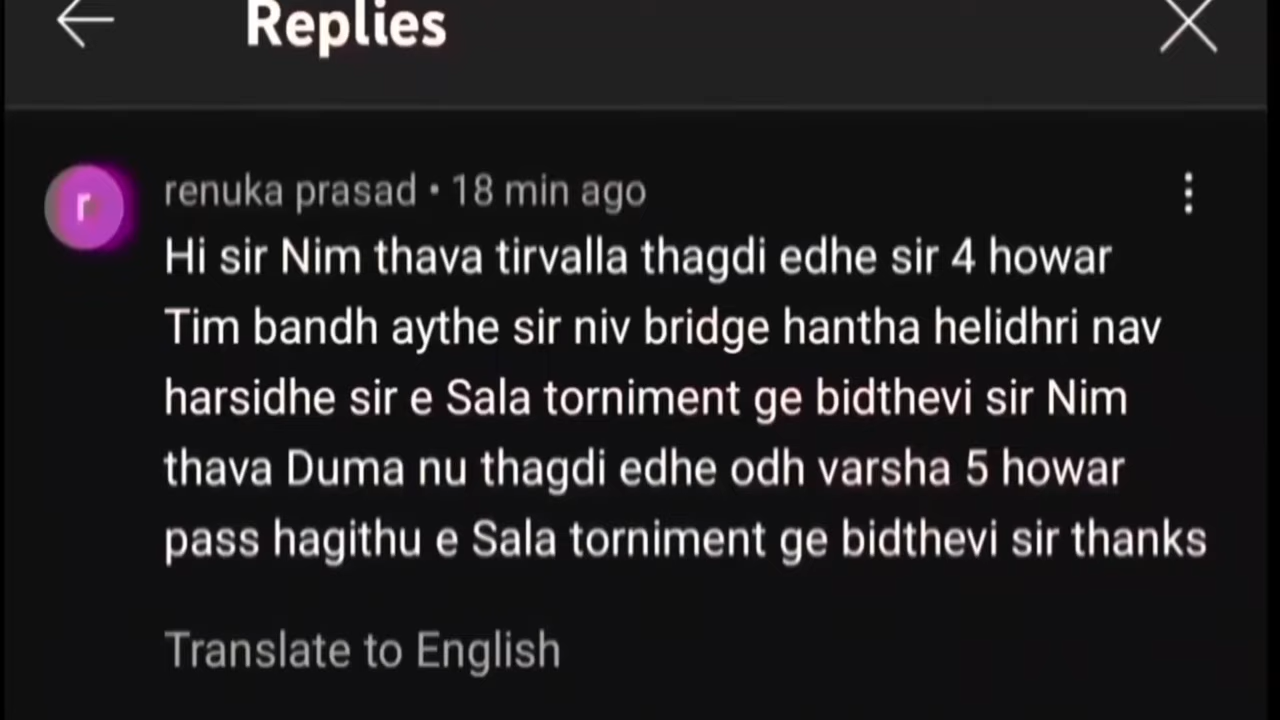 Replies
r
renuka prasad • 18 min ago
Hi sir Nim thava tirvalla thagdi edhe sir 4 howar
Tim bandh aythe sir niv bridge hantha helidhri nav
harsidhe sir e Sala torniment ge bidthevi sir Nim
thava Duma nu thagdi edhe odh varsha 5 howar
pass hagithu e Sala torniment ge bidthevi sir thanks
Translate to English